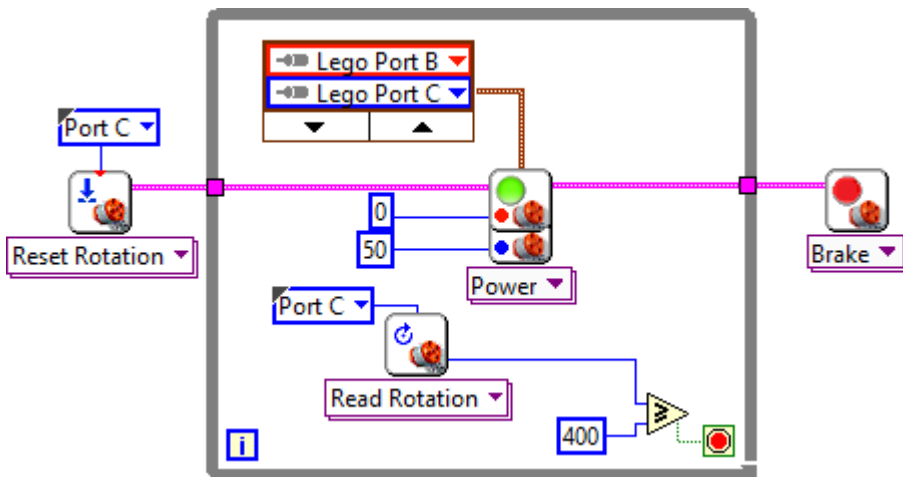 Lego Port B
Lego Port C
Port C
0
Reset Rotation
50
Power
Brake
Port C
Read Rotation
400
i